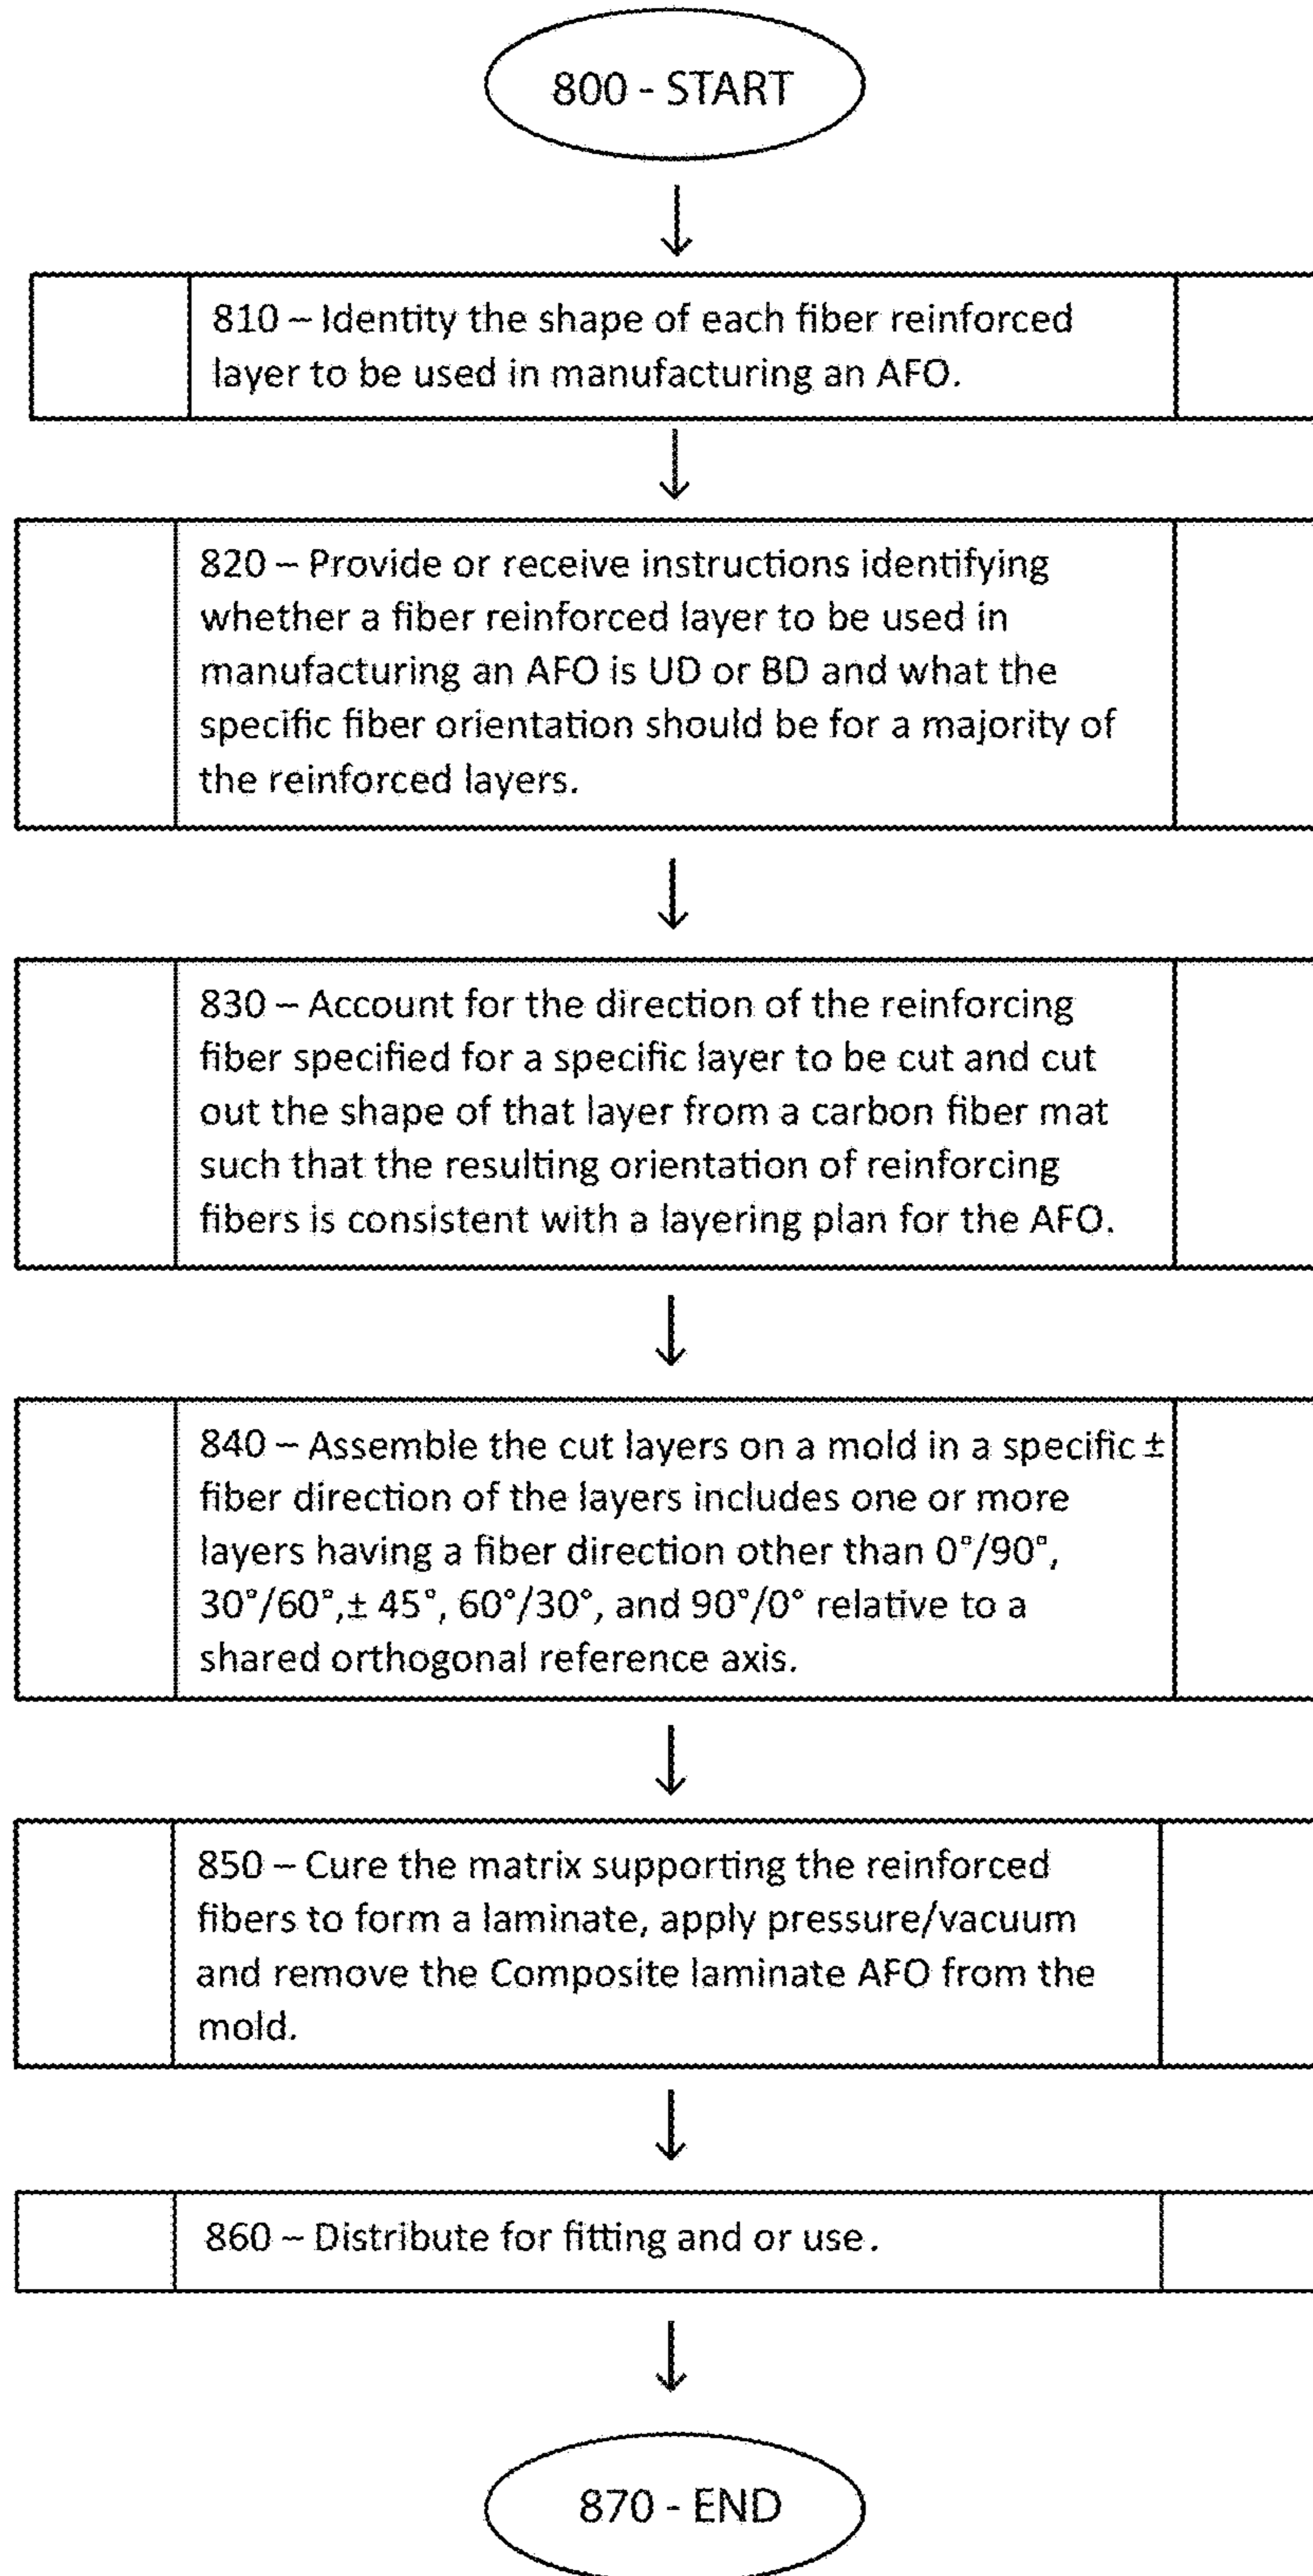 800 - START
810 – Identity the shape of each fiber reinforced
layer to be used in manufacturing an AFO.
820 – Provide or receive instructions identifying
whether a fiber reinforced layer to be used in
manufacturing an AFO is UD or BD and what the
specific fiber orientation should be for a majority of
the reinforced layers.
830 – Account for the direction of the reinforcing
fiber specified for a specific layer to be cut and cut
out the shape of that layer from a carbon fiber mat
such that the resulting orientation of reinforcing
fibers is consistent with a layering plan for the AFO.
840 – Assemble the cut layers on a mold in a specific ±
fiber direction of the layers includes one or more
layers having a fiber direction other than 0°/90°,
30°/60°,± 45°, 60°/30°, and 90°/0° relative to a
shared orthogonal reference axis.
850 – Cure the matrix supporting the reinforced
fibers to form a laminate, apply pressure/vacuum
and remove the Composite laminate AFO from the
mold.
860 – Distribute for fitting and or use.
870 - END